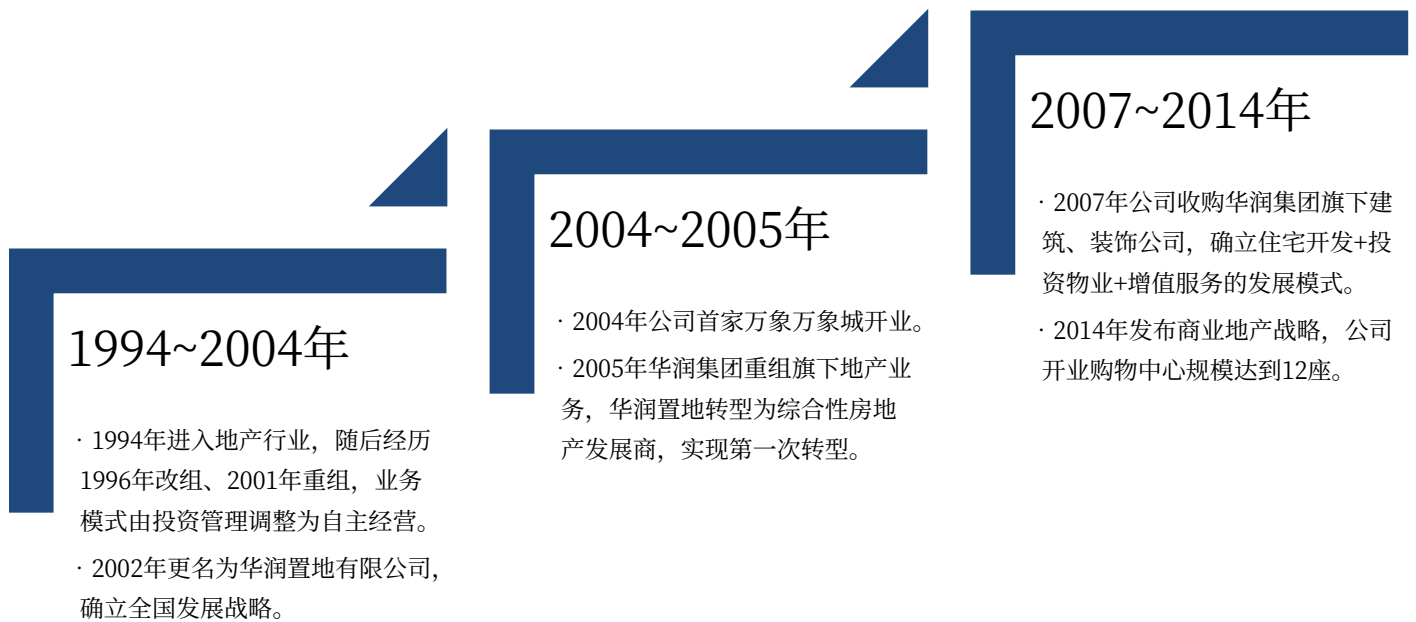 1994~2004年
· 1994年进入地产行业，随后经历
1996年改组、2001年重组，业务
模式由投资管理调整为自主经营。
· 2002年更名为华润置地有限公司，
确立全国发展战略。
2004~2005年
· 2004年公司首家万象万象城开业。
· 2005年华润集团重组旗下地产业
务，华润置地转型为综合性房地
产发展商，实现第一次转型。
2007~2014年
· 2007年公司收购华润集团旗下建
筑、装饰公司，确立住宅开发+投
资物业+增值服务的发展模式。
· 2014年发布商业地产战略，公司
开业购物中心规模达到12座。